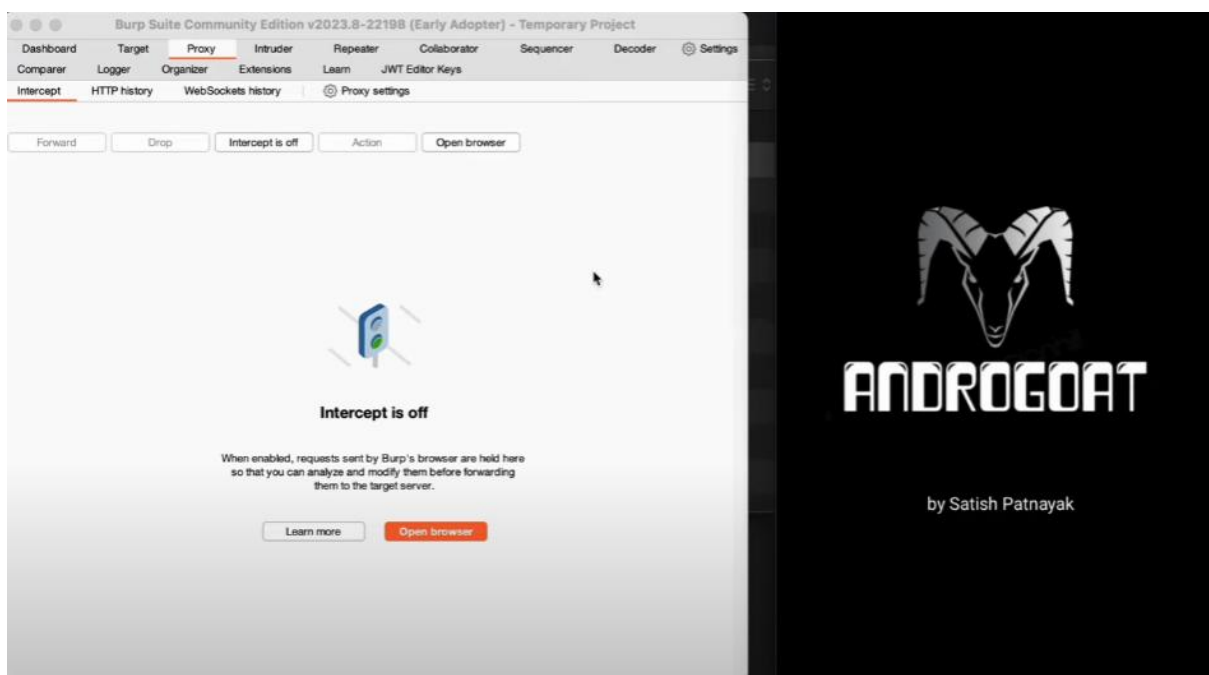 Burp Suite Community Edition v2023.8-22198 (Early Adopter) - Temporary Project
Dashboard Target Proxy Intruder Repeater Collaborator Sequencer Decoder Settings
Comparer Logger Organizer Extensions Learn JWT Editor Keys
Intercept HTTP history WebSockets history Proxy settings
Forward Drop Intercept is off Action Open browser
Intercept is off
When enabled, requests sent by Burp's browser are held here
so that you can analyze and modify them before forwarding
them to the target server.
Learn more Open browser
ANDROGOAT
by Satish Patnayak